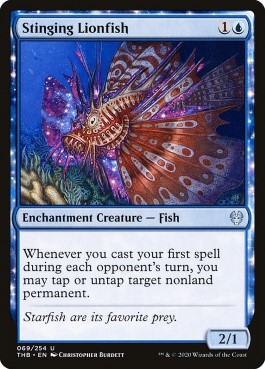 Stinging Lionfish 1
Enchantment Creature — Fish
Whenever you cast your first spell
during each opponent's turn, you
may tap or untap target nonland
permanent.
Starfish are its favorite prey.
2/1
069/254 U
THB • EN Christopher Burdett ™ & © 2020 Wizards of the Coast